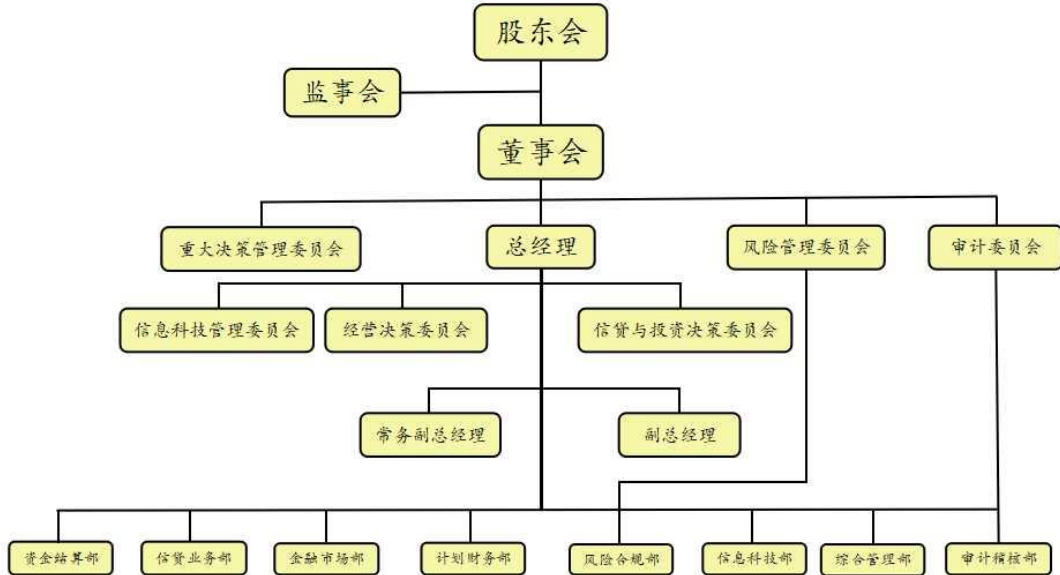 股东会
监事会
董事会
重大决策管理委员会
总经理
风险管理委员会
审计委员会
信息科技管理委员会
经营决策委员会
信贷与投资决策委员会
常务副总经理
副总经理
资金结算部
信贷业务部
金融市场部
计划财务部
风险合规部
信息科技部
综合管理部
审计稽核部